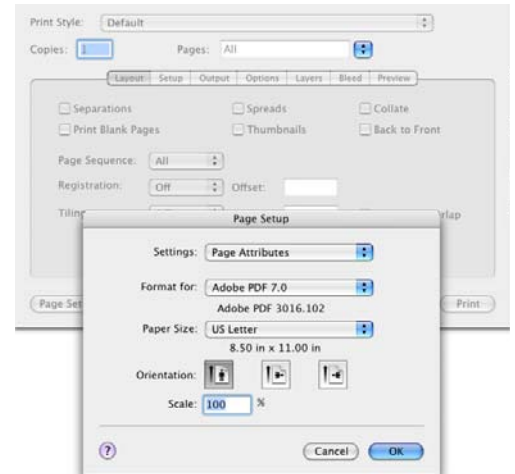 Print Style: Default
Copies: 1 Pages: All
Layout Setup Output Options Layers Bleed Preview
Separations Spreads Collate
Print Blank Pages Thumbnails Back to Front
Page Sequence: All
Registration: Off Offset:
Page Setup
Settings: Page Attributes
Format for: Adobe PDF 7.0
Adobe PDF 3016.102
Paper Size: US Letter
8.50 in x 11.00 in
Orientation:
Scale: 100 %
? Cancel OK
Print